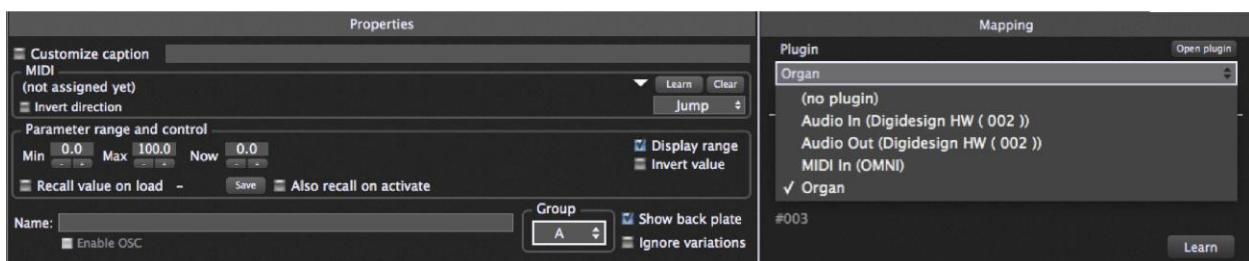 Properties
Customize caption
MIDI
(not assigned yet) Learn Clear
Invert direction Jump
Parameter range and control
Min 0.0 Max 100.0 Now 0.0 Display range
- + - + - + Invert value
Recall value on load - Save Also recall on activate
Name: Group A Show back plate
Enable OSC Ignore variations
Mapping
Plugin Open plugin
Organ
(no plugin)
Audio In (Digidesign HW ( 002 ))
Audio Out (Digidesign HW ( 002 ))
MIDI In (OMNI)
✓ Organ
#003
Learn